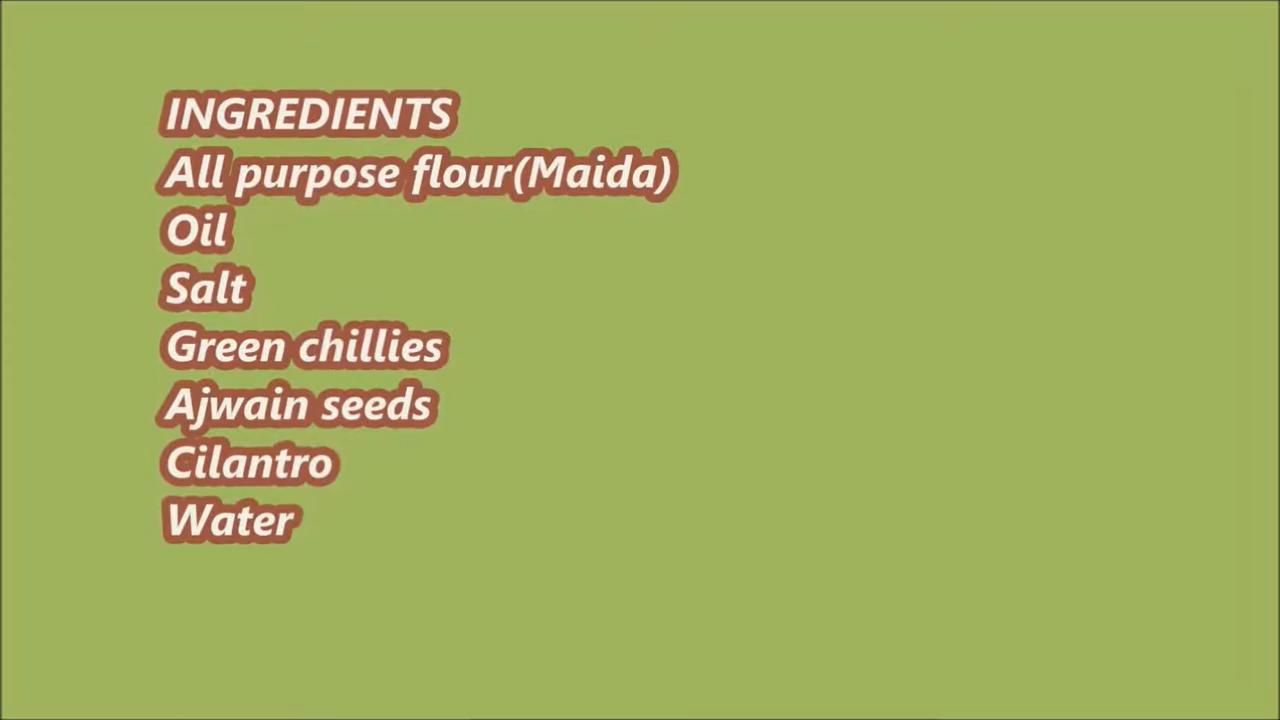 INGREDIENTS
All purpose flour(Maida)
Oil
Salt
Green chillies
Ajwain seeds
Cilantro
Water